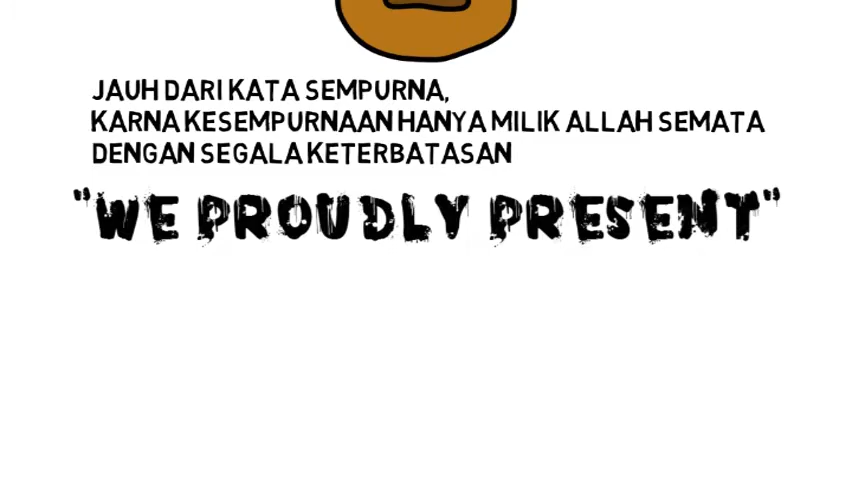 JAUH DARI KATA SEMPURNA,
KARNA KESEMPURNAAN HANYA MILIK ALLAH SEMATA
DENGAN SEGALA KETERBATASAN
"WE PROUDLY PRESENT"